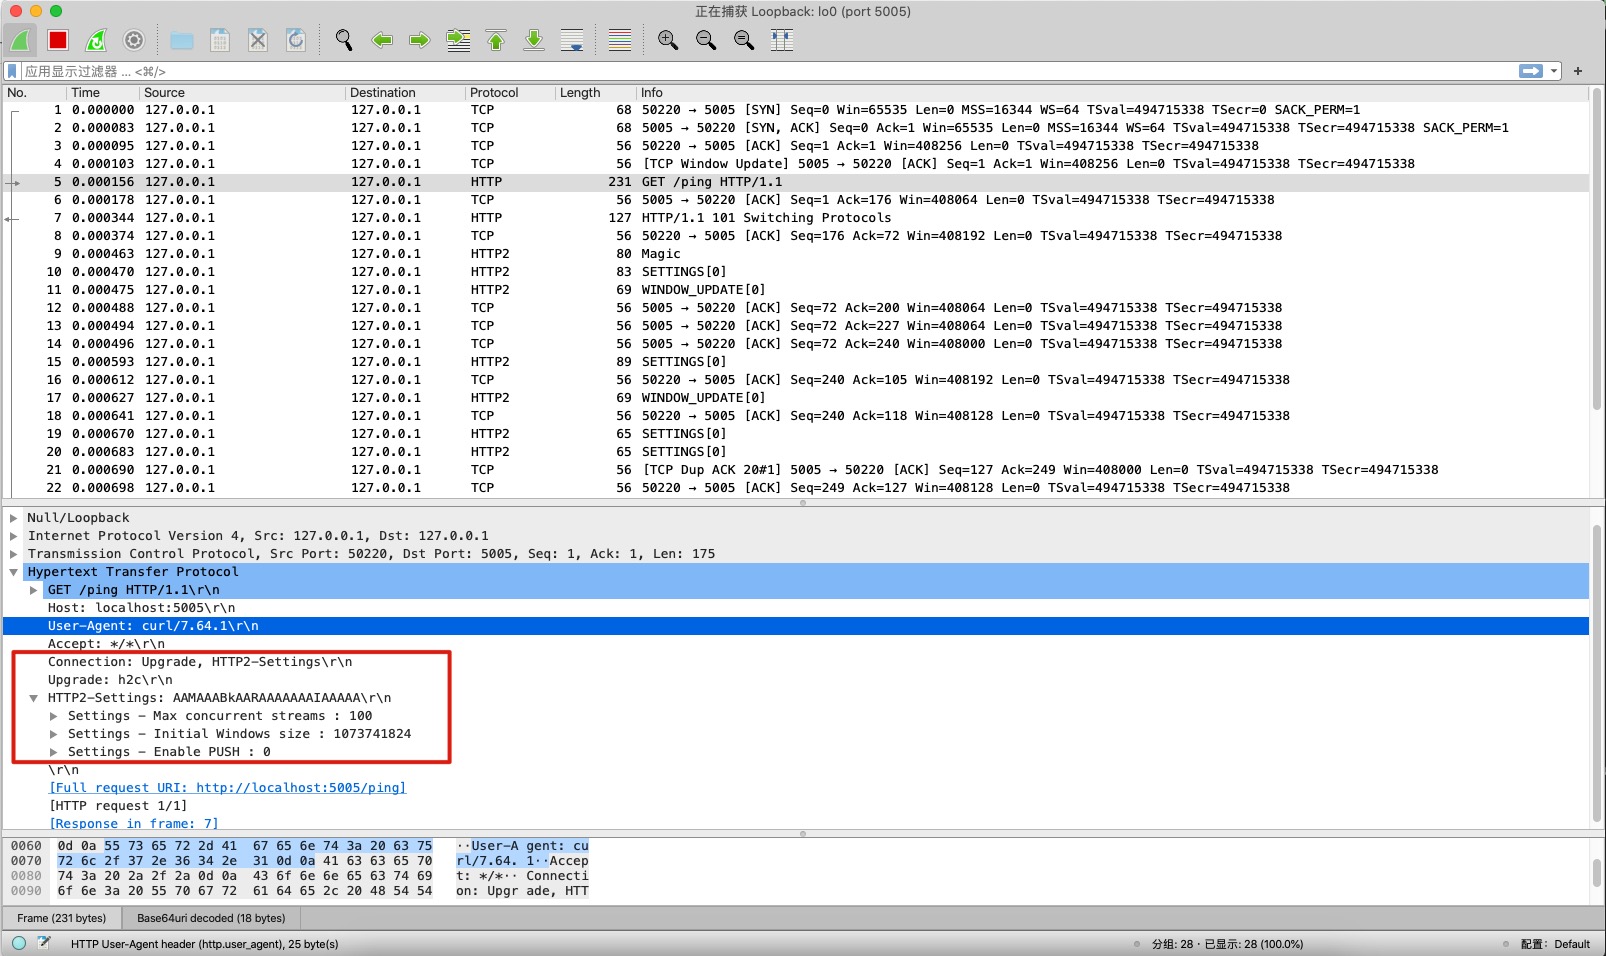 正在捕获 Loopback: lo0 (port 5005)
应用显示过滤器 … <⌘/>
No. Time Source Destination Protocol Length Info
1 0.000000 127.0.0.1 127.0.0.1 TCP 68 50220 → 5005 [SYN] Seq=0 Win=65535 Len=0 MSS=16344 WS=64 TSval=494715338 TSecr=0 SACK_PERM=1
2 0.000083 127.0.0.1 127.0.0.1 TCP 68 5005 → 50220 [SYN, ACK] Seq=0 Ack=1 Win=65535 Len=0 MSS=16344 WS=64 TSval=494715338 TSecr=494715338 SACK_PERM=1
3 0.000095 127.0.0.1 127.0.0.1 TCP 56 50220 → 5005 [ACK] Seq=1 Ack=1 Win=408256 Len=0 TSval=494715338 TSecr=494715338
4 0.000103 127.0.0.1 127.0.0.1 TCP 56 [TCP Window Update] 5005 → 50220 [ACK] Seq=1 Ack=1 Win=408256 Len=0 TSval=494715338 TSecr=494715338
5 0.000156 127.0.0.1 127.0.0.1 HTTP 231 GET /ping HTTP/1.1
6 0.000178 127.0.0.1 127.0.0.1 TCP 56 5005 → 50220 [ACK] Seq=1 Ack=176 Win=408064 Len=0 TSval=494715338 TSecr=494715338
7 0.000344 127.0.0.1 127.0.0.1 HTTP 127 HTTP/1.1 101 Switching Protocols
8 0.000374 127.0.0.1 127.0.0.1 TCP 56 50220 → 5005 [ACK] Seq=176 Ack=72 Win=408192 Len=0 TSval=494715338 TSecr=494715338
9 0.000463 127.0.0.1 127.0.0.1 HTTP2 80 Magic
10 0.000470 127.0.0.1 127.0.0.1 HTTP2 83 SETTINGS[0]
11 0.000475 127.0.0.1 127.0.0.1 HTTP2 69 WINDOW_UPDATE[0]
12 0.000488 127.0.0.1 127.0.0.1 TCP 56 5005 → 50220 [ACK] Seq=72 Ack=200 Win=408064 Len=0 TSval=494715338 TSecr=494715338
13 0.000494 127.0.0.1 127.0.0.1 TCP 56 5005 → 50220 [ACK] Seq=72 Ack=227 Win=408064 Len=0 TSval=494715338 TSecr=494715338
14 0.000496 127.0.0.1 127.0.0.1 TCP 56 5005 → 50220 [ACK] Seq=72 Ack=240 Win=408000 Len=0 TSval=494715338 TSecr=494715338
15 0.000593 127.0.0.1 127.0.0.1 HTTP2 89 SETTINGS[0]
16 0.000612 127.0.0.1 127.0.0.1 TCP 56 50220 → 5005 [ACK] Seq=240 Ack=105 Win=408192 Len=0 TSval=494715338 TSecr=494715338
17 0.000627 127.0.0.1 127.0.0.1 HTTP2 69 WINDOW_UPDATE[0]
18 0.000641 127.0.0.1 127.0.0.1 TCP 56 50220 → 5005 [ACK] Seq=240 Ack=118 Win=408128 Len=0 TSval=494715338 TSecr=494715338
19 0.000670 127.0.0.1 127.0.0.1 HTTP2 65 SETTINGS[0]
20 0.000683 127.0.0.1 127.0.0.1 HTTP2 65 SETTINGS[0]
21 0.000690 127.0.0.1 127.0.0.1 TCP 56 [TCP Dup ACK 20#1] 5005 → 50220 [ACK] Seq=127 Ack=249 Win=408000 Len=0 TSval=494715338 TSecr=494715338
22 0.000698 127.0.0.1 127.0.0.1 TCP 56 50220 → 5005 [ACK] Seq=249 Ack=127 Win=408128 Len=0 TSval=494715338 TSecr=494715338
Null/Loopback
Internet Protocol Version 4, Src: 127.0.0.1, Dst: 127.0.0.1
Transmission Control Protocol, Src Port: 50220, Dst Port: 5005, Seq: 1, Ack: 1, Len: 175
Hypertext Transfer Protocol
GET /ping HTTP/1.1\r\n
Host: localhost:5005\r\n
User-Agent: curl/7.64.1\r\n
Accept: */*\r\n
Connection: Upgrade, HTTP2-Settings\r\n
Upgrade: h2c\r\n
HTTP2-Settings: AAMAAABkAARAAAAAAAIAAAAA\r\n
Settings - Max concurrent streams : 100
Settings - Initial Windows size : 1073741824
Settings - Enable PUSH : 0
\r\n
[Full request URI: http://localhost:5005/ping]
[HTTP request 1/1]
[Response in frame: 7]
0060 0d 0a 55 73 65 72 2d 41 67 65 6e 74 3a 20 63 75 ··User-A gent: cu
0070 72 6c 2f 37 2e 36 34 2e 31 0d 0a 41 63 63 65 70 rl/7.64. 1··Accep
0080 74 3a 20 2a 2f 2a 0d 0a 43 6f 6e 6e 65 63 74 69 t: */*·· Connecti
0090 6f 6e 3a 20 55 70 67 72 61 64 65 2c 20 48 54 54 on: Upgr ade, HTT
Frame (231 bytes) Base64uri decoded (18 bytes)
HTTP User-Agent header (http.user_agent), 25 byte(s) 分组: 28 · 已显示: 28 (100.0%) 配置: Default